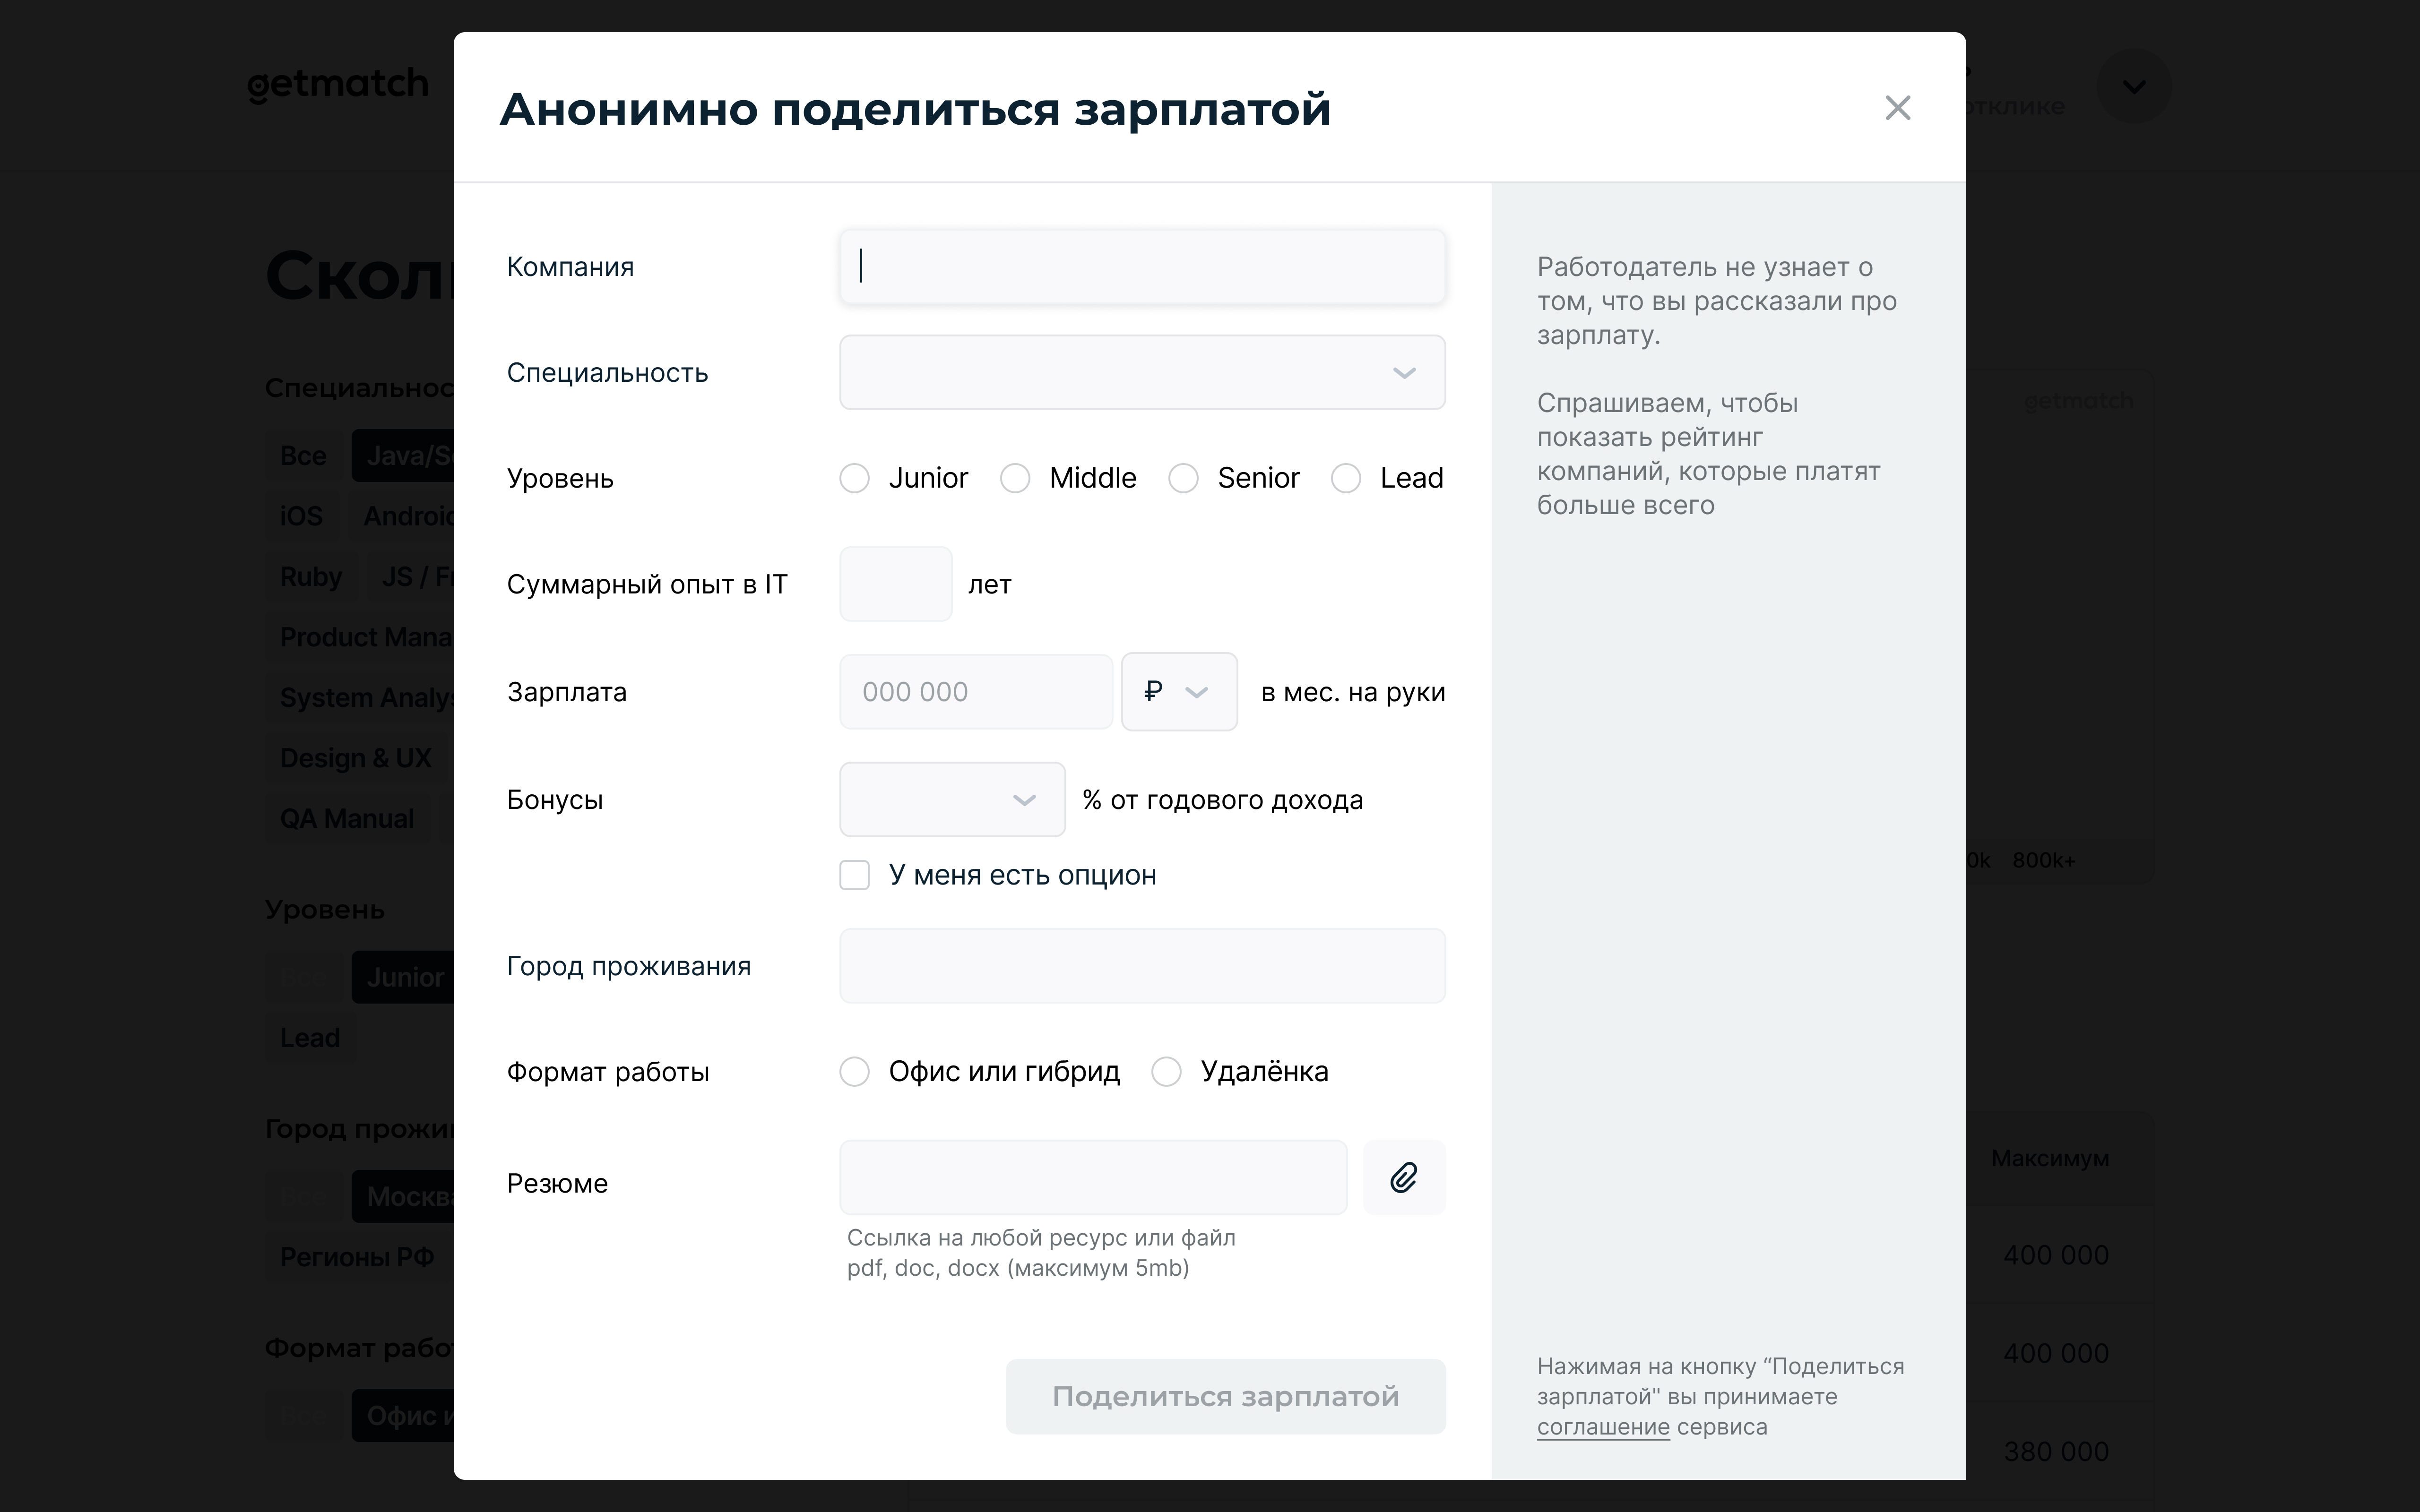 getmatch
отклике
Анонимно поделиться зарплатой
Компания
Специальность
Уровень
Junior Middle Senior Lead
Суммарный опыт в IT
лет
Зарплата
000 000
₽
в мес. на руки
Бонусы
% от годового дохода
У меня есть опцион
Город проживания
Формат работы
Офис или гибрид Удалёнка
Резюме
Ссылка на любой ресурс или файл
pdf, doc, docx (максимум 5mb)
Поделиться зарплатой
Работодатель не узнает о
том, что вы рассказали про
зарплату.
Спрашиваем, чтобы
показать рейтинг
компаний, которые платят
больше всего
Нажимая на кнопку “Поделиться
зарплатой" вы принимаете
соглашение сервиса
Скол
Специальнос
Все Java/S
iOS Android
Ruby JS / F
Product Mana
System Analy
Design & UX
QA Manual
Уровень
Все Junior
Lead
Город прожи
Все Москв
Регионы РФ
Формат рабо
Все Офис и
getmatch
0k 800k+
Максимум
400 000
400 000
380 000